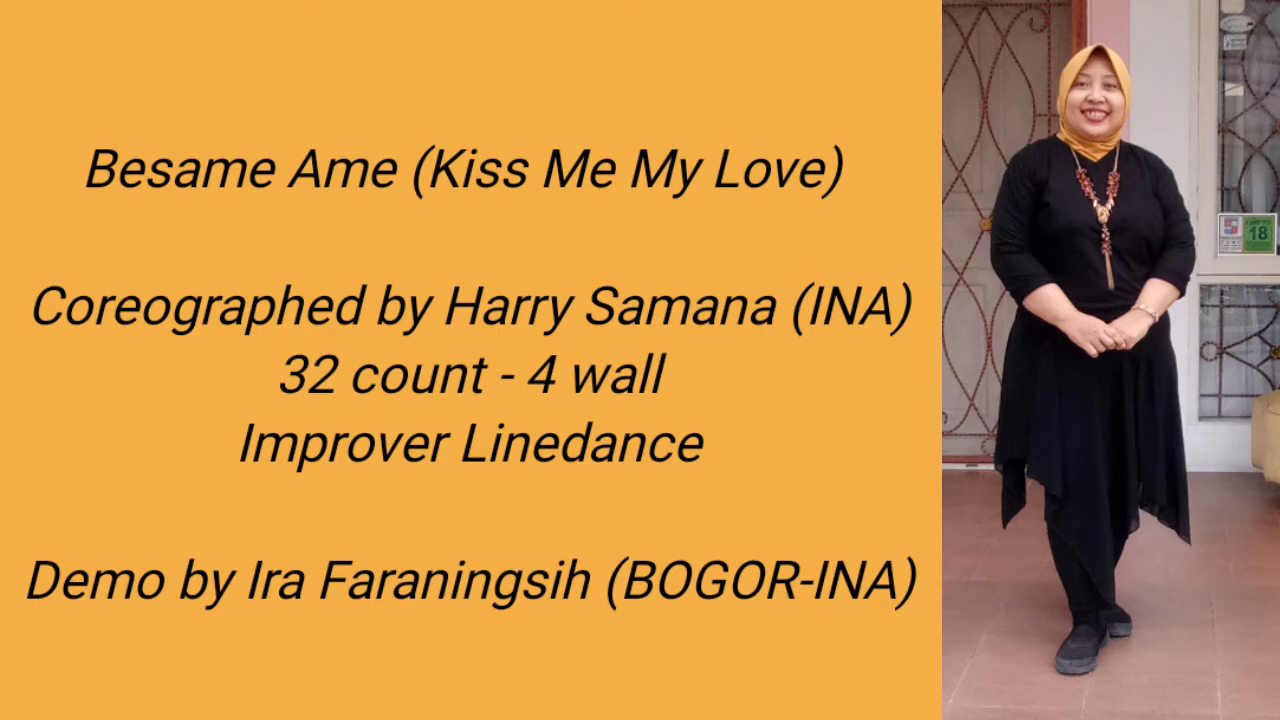 Besame Ame (Kiss Me My Love)
Coreographed by Harry Samana (INA)
32 count - 4 wall
Improver Linedance
Demo by Ira Faraningsih (BOGOR-INA)
18